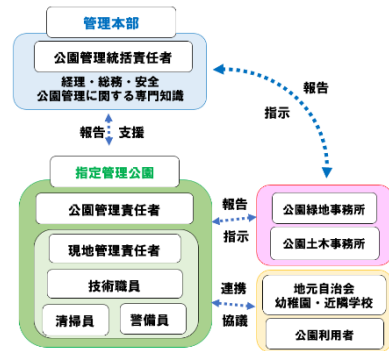 管理本部
公園管理統括責任者
経理・総務・安全
公園管理に関する専門知識
報告
指示
報告 支援
指定管理公園
公園管理責任者
報告
指示
公園緑地事務所
公園土木事務所
現地管理責任者
技術職員
清掃員
警備員
連携
協議
地元自治会
幼稚園・近隣学校
公園利用者